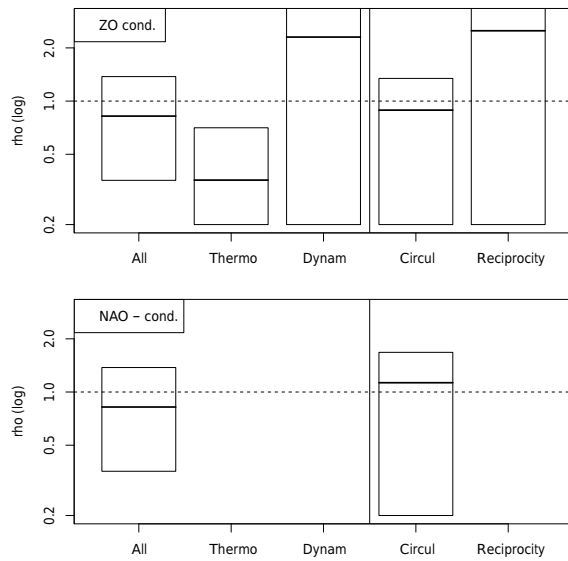 ZO cond.
rho (log)
2.0
1.0
0.5
0.2
All Thermo Dynam Circul Reciprocity
NAO – cond.
rho (log)
2.0
1.0
0.5
0.2
All Thermo Dynam Circul Reciprocity